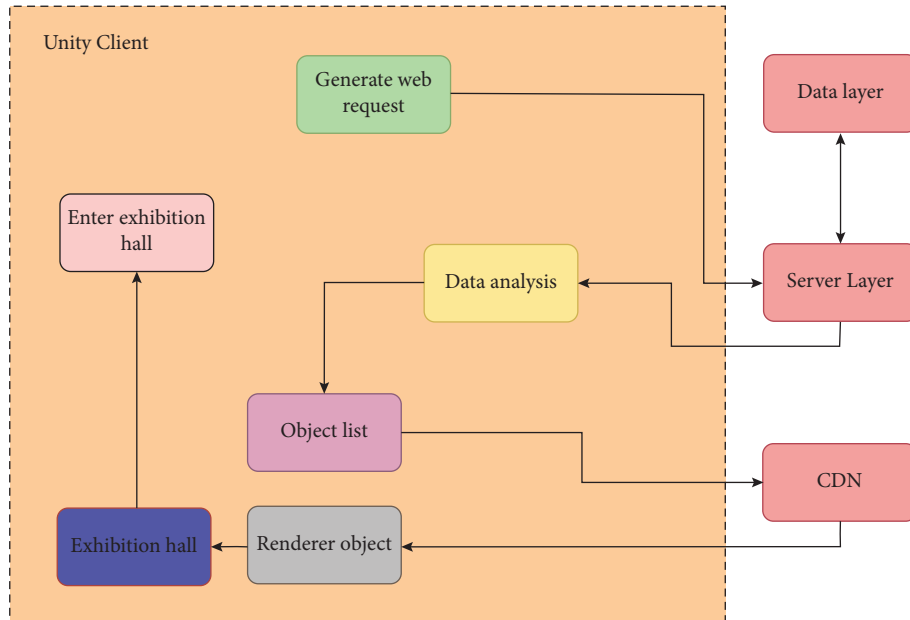 Unity Client
Generate web
request
Data layer
Enter exhibition
hall
Data analysis
Server Layer
Object list
CDN
Exhibition hall
Renderer object